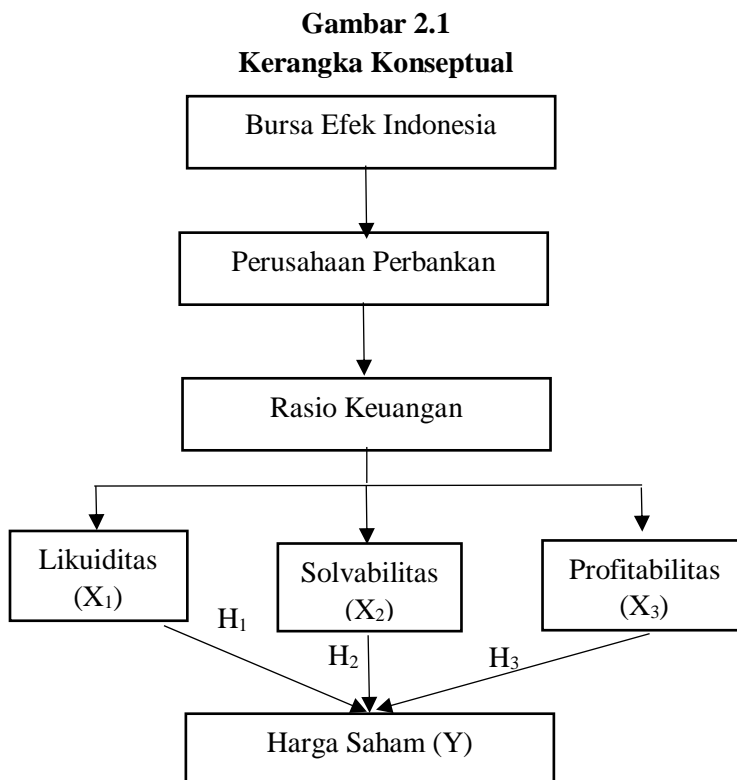 Gambar 2.1
Kerangka Konseptual
Bursa Efek Indonesia
Perusahaan Perbankan
Rasio Keuangan
Likuiditas
(X₁)
Solvabilitas
(X₂)
Profitabilitas
(X₃)
H₁
H₂
H₃
Harga Saham (Y)